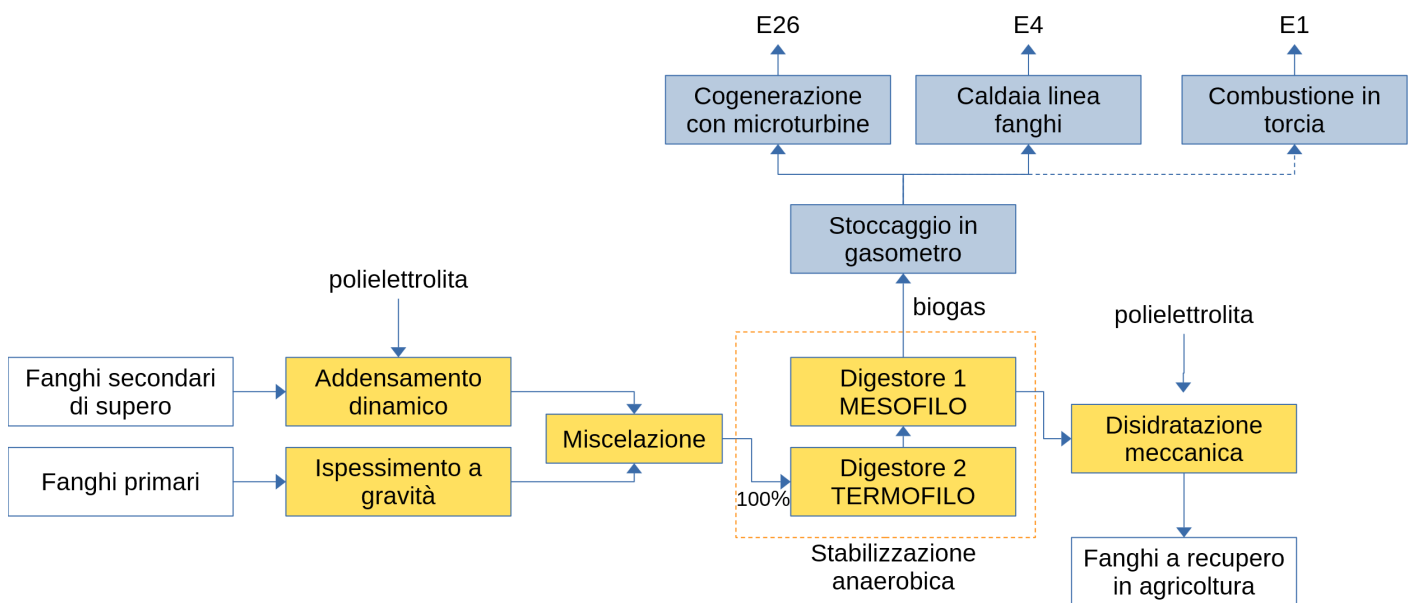 E26
E4
E1
Cogenerazione
con microturbine
Caldaia linea
fanghi
Combustione in
torcia
Stoccaggio in
gasometro
biogas
polielettrolita
polielettrolita
Fanghi secondari
di supero
Addensamento
dinamico
Digestore 1
MESOFILO
Miscelazione
Disidratazione
meccanica
Fanghi primari
Ispessimento a
gravità
100%
Digestore 2
TERMOFILO
Stabilizzazione
anaerobica
Fanghi a recupero
in agricoltura